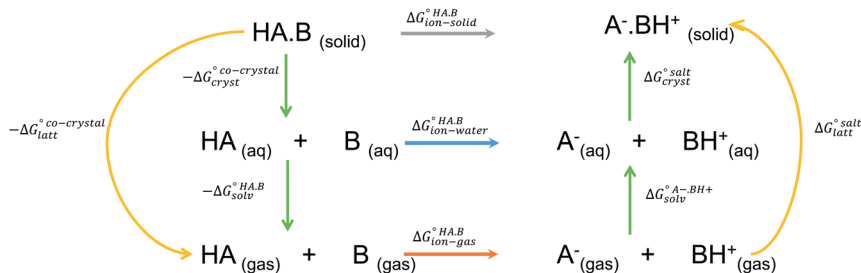 HA.B (solid) ΔG°HA.B ion−solid A-.BH+ (solid)
−ΔG°co−crystal cryst ΔG°salt cryst
−ΔG°co−crystal latt HA (aq) + B (aq) ΔG°HA.B ion−water A-(aq) + BH+(aq) ΔG°salt latt
−ΔG°HA.B solv ΔG°A−.BH+ solv
HA (gas) + B (gas) ΔG°HA.B ion−gas A-(gas) + BH+(gas)